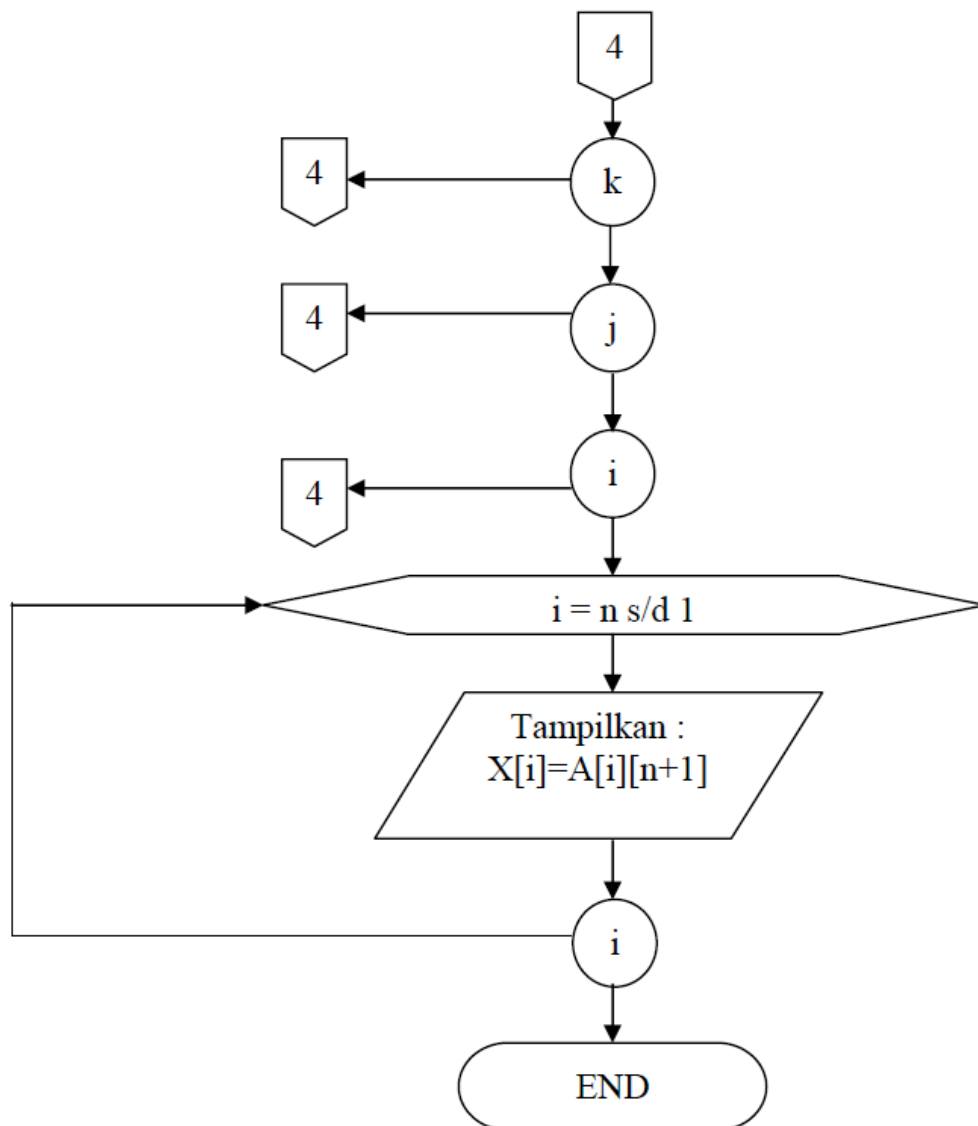 4
k
4
j
4
i
4
i = n s/d 1
Tampilkan :
X[i]=A[i][n+1]
i
END